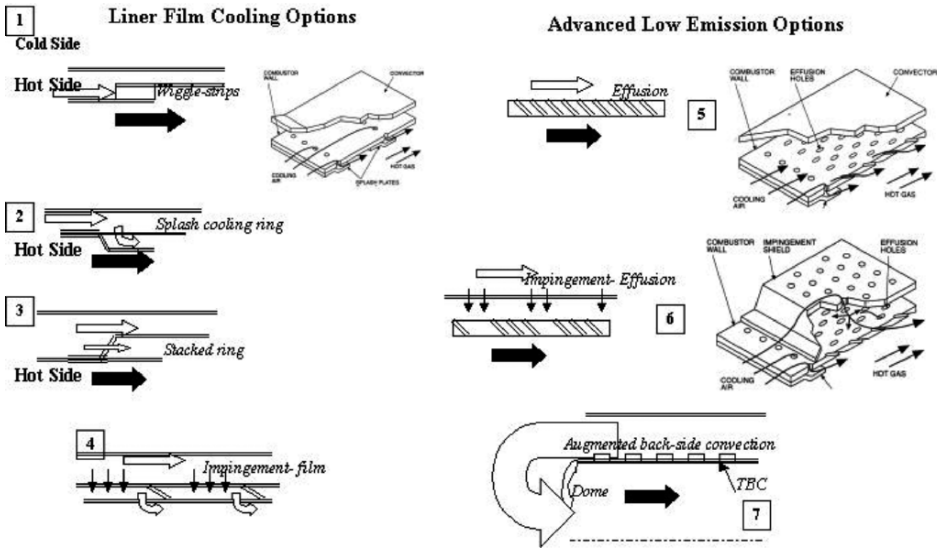 Liner Film Cooling Options
1
Cold Side
Hot Side
Wiggle-strips
COMBUSTOR WALL
CONVECTOR
COOLING AIR
SPLASH PLATES
HOT GAS
2
Splash cooling ring
Hot Side
3
Stacked ring
Hot Side
4
Impingement- film
Advanced Low Emission Options
Effusion
5
COMBUSTOR WALL
EFFUSION HOLES
CONVECTOR
COOLING AIR
HOT GAS
Impingement- Effusion
6
COMBUSTOR WALL
IMPINGEMENT SHIELD
EFFUSION HOLES
COOLING AIR
HOT GAS
Augmented back-side convection
Dome
TBC
7